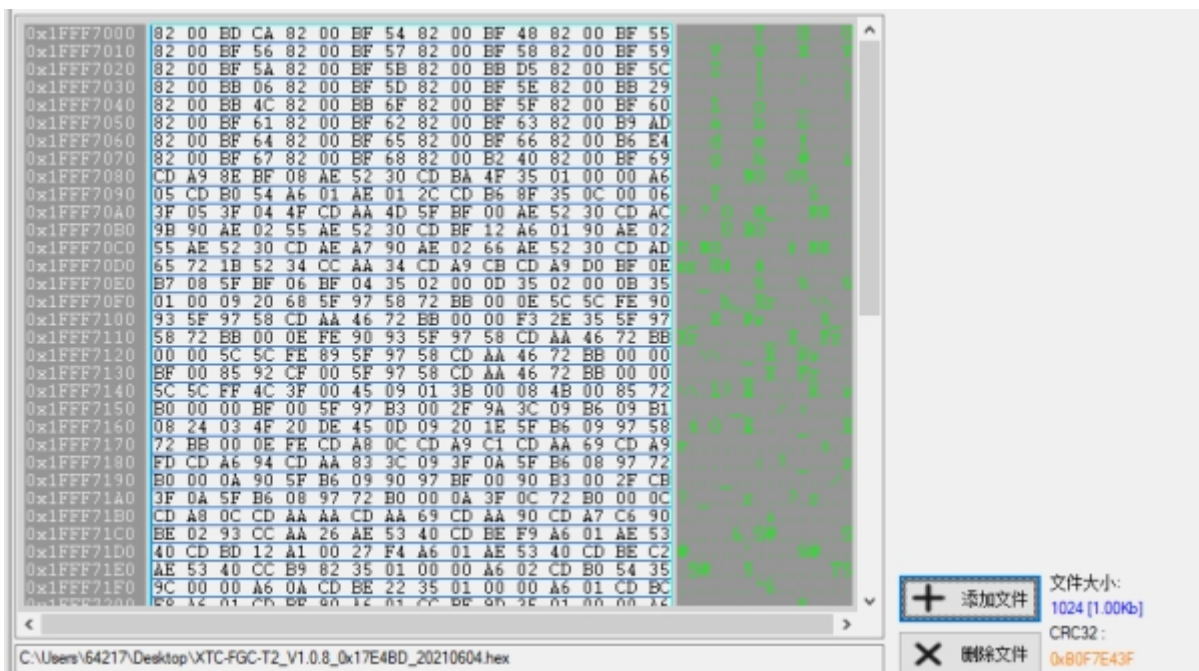 0x1FFF7000 82 00 BD CA 82 00 BF 54 82 00 BF 48 82 00 BF 55
0x1FFF7010 82 00 BF 56 82 00 BF 57 82 00 BF 58 82 00 BF 59
0x1FFF7020 82 00 BF 5A 82 00 BF 5B 82 00 BB D5 82 00 BF 5C
0x1FFF7030 82 00 BB 06 82 00 BF 5D 82 00 BF 5E 82 00 BB 29
0x1FFF7040 82 00 BB 4C 82 00 BB 6F 82 00 BF 5F 82 00 BF 60
0x1FFF7050 82 00 BF 61 82 00 BF 62 82 00 BF 63 82 00 B9 AD
0x1FFF7060 82 00 BF 64 82 00 BF 65 82 00 BF 66 82 00 B6 E4
0x1FFF7070 82 00 BF 67 82 00 BF 68 82 00 B2 40 82 00 BF 69
0x1FFF7080 CD A9 8E BF 08 AE 52 30 CD BA 4F 35 01 00 00 A6
0x1FFF7090 05 CD B0 54 A6 01 AE 01 2C CD B6 8F 35 0C 00 06
0x1FFF70A0 3F 05 3F 04 4F CD AA 4D 5F BF 00 AE 52 30 CD AC
0x1FFF70B0 9B 90 AE 02 55 AE 52 30 CD BF 12 A6 01 90 AE 02
0x1FFF70C0 55 AE 52 30 CD AE A7 90 AE 02 66 AE 52 30 CD AD
0x1FFF70D0 65 72 1B 52 34 CC AA 34 CD A9 CB CD A9 D0 BF 0E
0x1FFF70E0 B7 08 5F BF 06 BF 04 35 02 00 0D 35 02 00 0B 35
0x1FFF70F0 01 00 09 20 68 5F 97 58 72 BB 00 0E 5C 5C FE 90
0x1FFF7100 93 5F 97 58 CD AA 46 72 BB 00 00 F3 2E 35 5F 97
0x1FFF7110 58 72 BB 00 0E FE 90 93 5F 97 58 CD AA 46 72 BB
0x1FFF7120 00 00 5C 5C FE 89 5F 97 58 CD AA 46 72 BB 00 00
0x1FFF7130 BF 00 85 92 CF 00 5F 97 58 CD AA 46 72 BB 00 00
0x1FFF7140 5C 5C FF 4C 3F 00 45 09 01 3B 00 08 4B 00 85 72
0x1FFF7150 B0 00 00 BF 00 5F 97 B3 00 2F 9A 3C 09 B6 09 B1
0x1FFF7160 08 24 03 4F 20 DE 45 0D 09 20 1E 5F B6 09 97 58
0x1FFF7170 72 BB 00 0E FE CD A8 0C CD A9 C1 CD AA 69 CD A9
0x1FFF7180 FD CD A6 94 CD AA 83 3C 09 3F 0A 5F B6 08 97 72
0x1FFF7190 B0 00 0A 90 5F B6 09 90 97 BF 00 90 B3 00 2F CB
0x1FFF71A0 3F 0A 5F B6 08 97 72 B0 00 0A 3F 0C 72 B0 00 0C
0x1FFF71B0 CD A8 0C CD AA AA CD AA 69 CD AA 90 CD A7 C6 90
0x1FFF71C0 BE 02 93 CC AA 26 AE 53 40 CD BE F9 A6 01 AE 53
0x1FFF71D0 40 CD BD 12 A1 00 27 F4 A6 01 AE 53 40 CD BE C2
0x1FFF71E0 AE 53 40 CC B9 82 35 01 00 00 A6 02 CD B0 54 35
0x1FFF71F0 9C 00 00 A6 0A CD BE 22 35 01 00 00 A6 01 CD BC
添加文件
文件大小:
1024 [1.00Kb]
CRC32 :
0xB0F7E43F
删除文件
C:\Users\64217\Desktop\XTC-FGC-T2_V1.0.8_0x17E4BD_20210604.hex